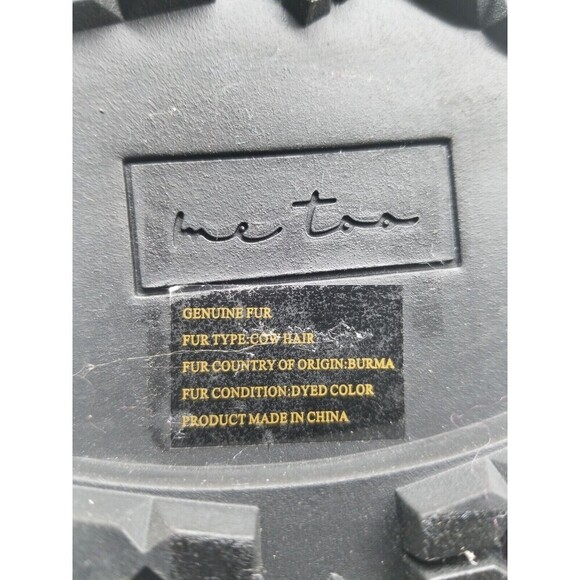 me too
GENUINE FUR
FUR TYPE:COW HAIR
FUR COUNTRY OF ORIGIN:BURMA
FUR CONDITION:DYED COLOR
PRODUCT MADE IN CHINA